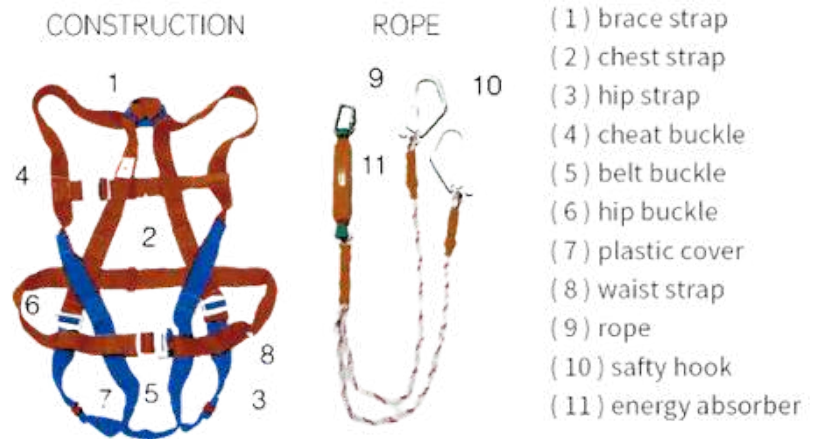 CONSTRUCTION
ROPE
1
9
10
4
11
2
6
8
7
5
3
( 1 ) brace strap
( 2 ) chest strap
( 3 ) hip strap
( 4 ) cheat buckle
( 5 ) belt buckle
( 6 ) hip buckle
( 7 ) plastic cover
( 8 ) waist strap
( 9 ) rope
( 10 ) safty hook
( 11 ) energy absorber